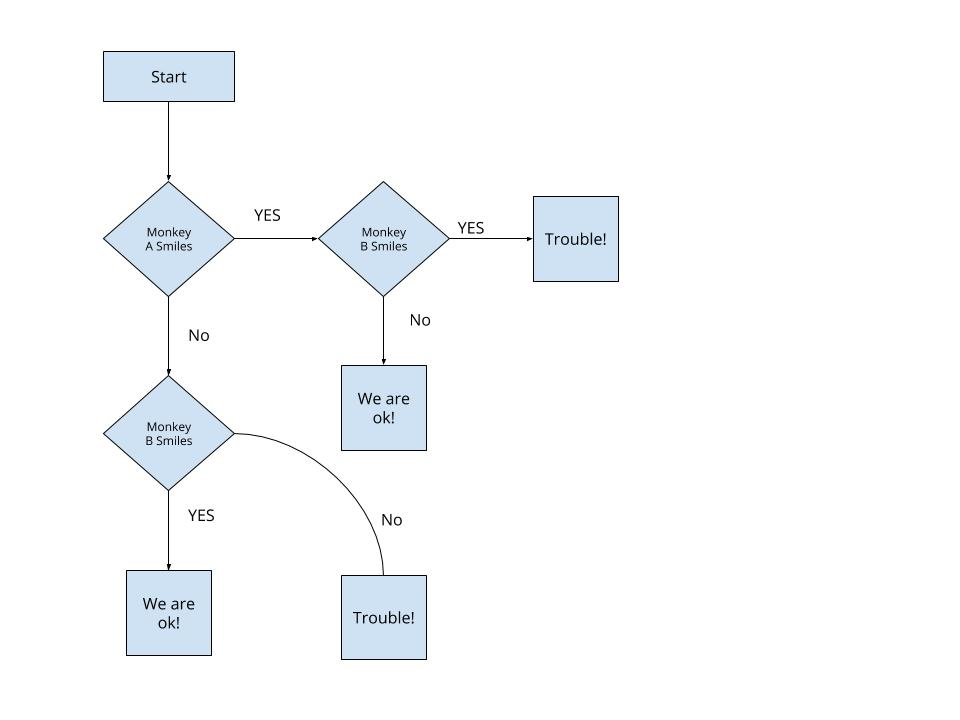 Start
YES
Monkey
A Smiles
Monkey
B Smiles
YES
Trouble!
No
No
We are
ok!
Monkey
B Smiles
YES
No
We are
ok!
Trouble!